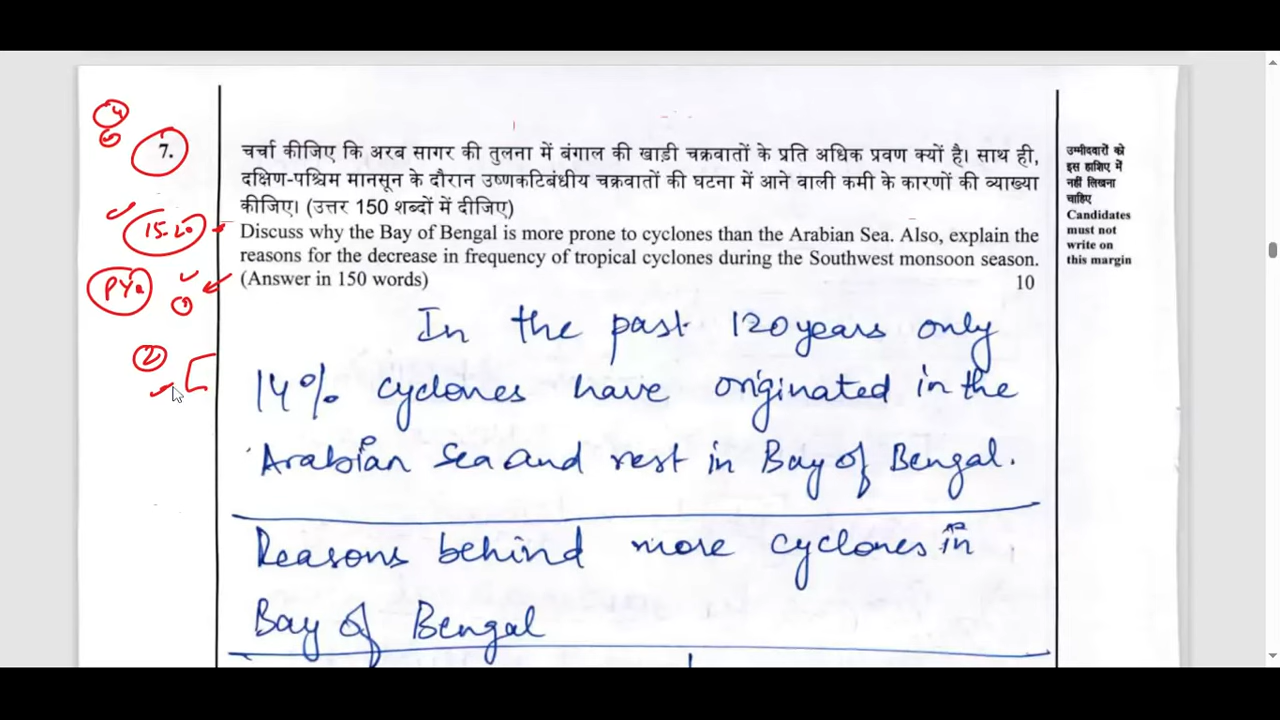 7.
चर्चा कीजिए कि अरब सागर की तुलना में बंगाल की खाड़ी चक्रवातों के प्रति अधिक प्रवण क्यों है। साथ ही,
दक्षिण-पश्चिम मानसून के दौरान उष्णकटिबंधीय चक्रवातों की घटना में आने वाली कमी के कारणों की व्याख्या
कीजिए। (उत्तर 150 शब्दों में दीजिए)
Discuss why the Bay of Bengal is more prone to cyclones than the Arabian Sea. Also, explain the
reasons for the decrease in frequency of tropical cyclones during the Southwest monsoon season.
(Answer in 150 words) 10
उम्मीदवारों को
इस हाशिए में
नहीं लिखना
चाहिए
Candidates
must not
write on
this margin
15-20
PYQ
2
In the past 120 years only
14% cyclones have originated in the
Arabian Sea and rest in Bay of Bengal.
Reasons behind more cyclones in
Bay of Bengal